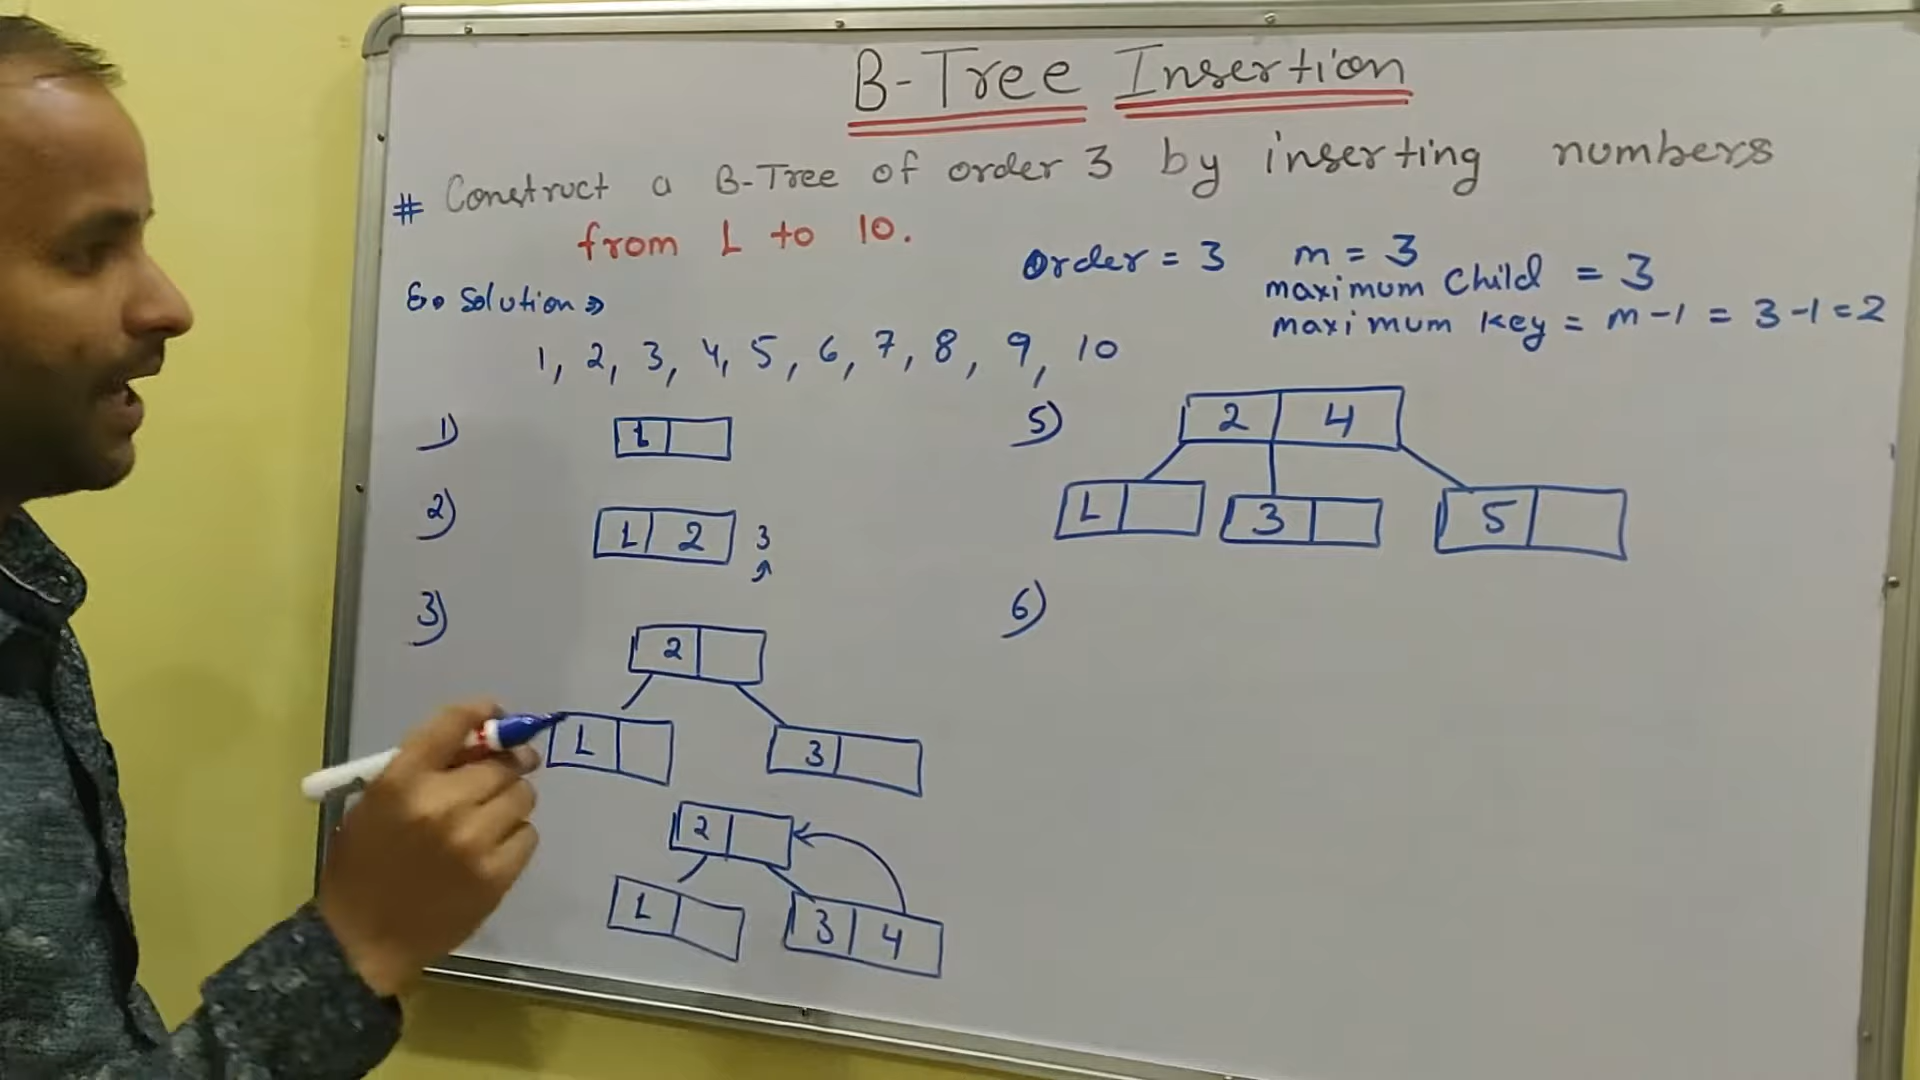 B-Tree Insertion
# Construct a B-Tree of order 3 by inserting numbers
from 1 to 10.
Order = 3 m = 3
maximum Child = 3
maximum key = m-1 = 3-1=2
Solution ⇒
1, 2, 3, 4, 5, 6, 7, 8, 9, 10
1)
1
2)
1 2 3
3)
2
1 3
2
1 3 4
5)
2 4
1 3 5
6)